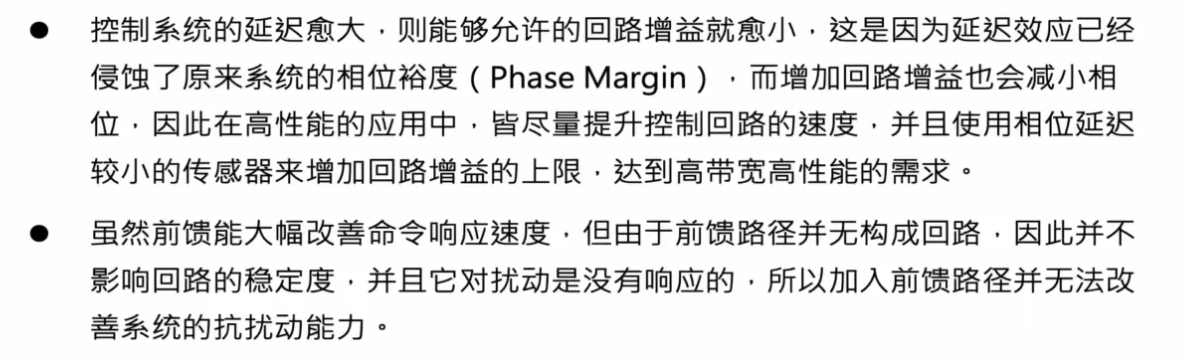 ● 控制系统的延迟愈大，则能够允许的回路增益就愈小，这是因为延迟效应已经
侵蚀了原来系统的相位裕度（Phase Margin），而增加回路增益也会减小相
位，因此在高性能的应用中，皆尽量提升控制回路的速度，并且使用相位延迟
较小的传感器来增加回路增益的上限，达到高带宽高性能的需求。
● 虽然前馈能大幅改善命令响应速度，但由于前馈路径并无构成回路，因此并不
影响回路的稳定度，并且它对扰动是没有响应的，所以加入前馈路径并无法改
善系统的抗扰动能力。